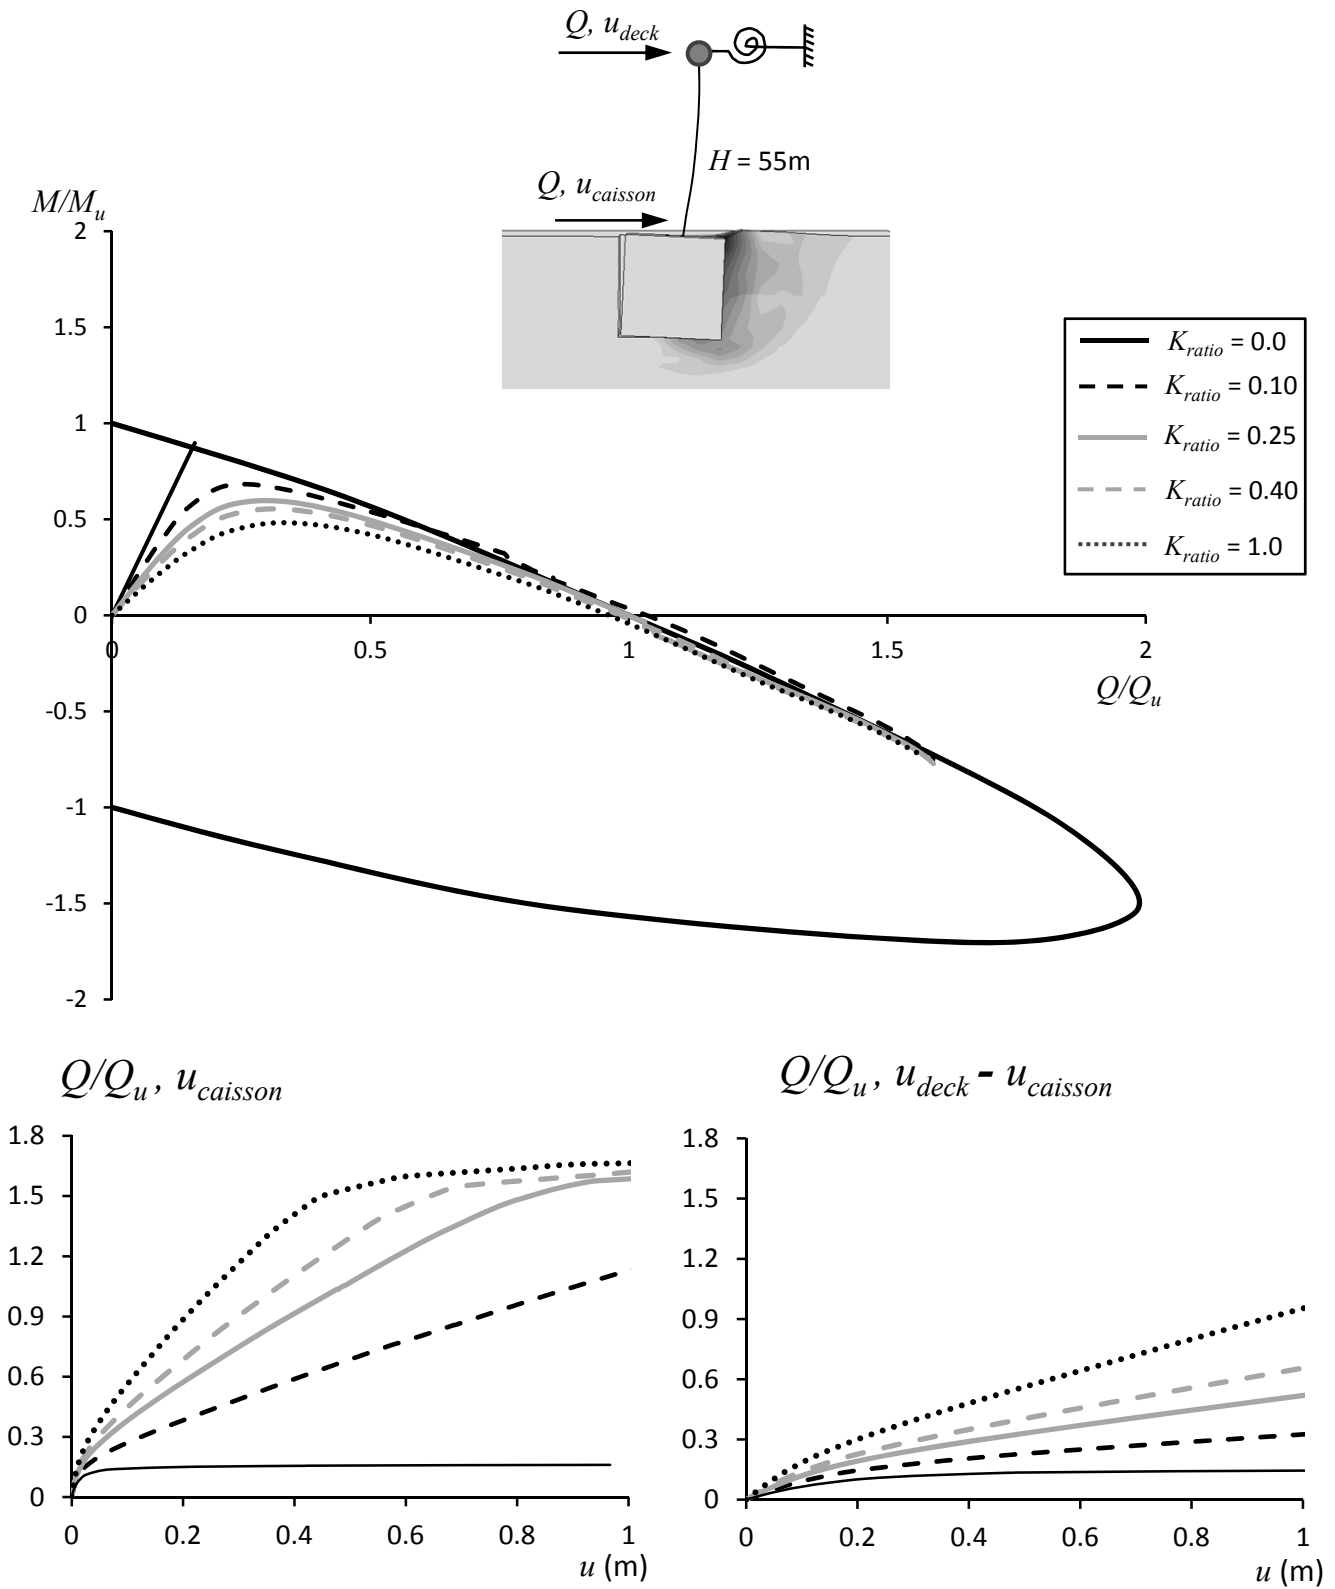 Q, u_deck
H = 55m
Q, u_caisson
M/M_u
2
1.5
1
0.5
0
-0.5
-1
-1.5
-2
0 0.5 1 1.5 2
Q/Q_u
K_ratio = 0.0
K_ratio = 0.10
K_ratio = 0.25
K_ratio = 0.40
K_ratio = 1.0
Q/Q_u , u_caisson
1.8
1.5
1.2
0.9
0.6
0.3
0
0 0.2 0.4 0.6 0.8 1
u (m)
Q/Q_u , u_deck - u_caisson
1.8
1.5
1.2
0.9
0.6
0.3
0
0 0.2 0.4 0.6 0.8 1
u (m)